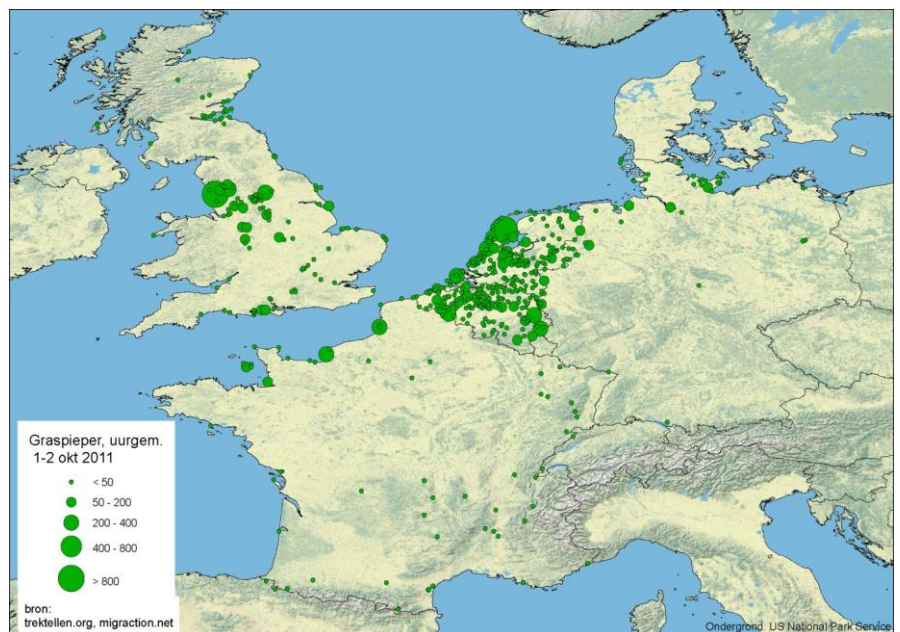 Graspieper, uurgem.
1-2 okt 2011
< 50
50 - 200
200 - 400
400 - 800
> 800
bron:
trektellen.org, migraction.net
Ondergrond: US National Park Service